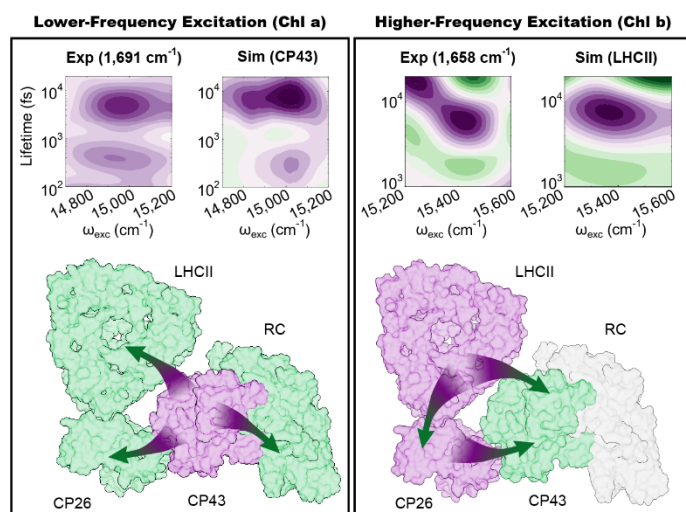 Lower-Frequency Excitation (Chl a)
Exp (1,691 cm⁻¹) Sim (CP43)
Lifetime (fs)
10⁴ 10⁴
10³ 10³
10² 10²
14,800 15,000 15,200 14,800 15,000 15,200
ω_exc (cm⁻¹) ω_exc (cm⁻¹)
LHCII
RC
CP26 CP43
Higher-Frequency Excitation (Chl b)
Exp (1,658 cm⁻¹) Sim (LHCII)
10⁴ 10⁴
10³ 10³
15,200 15,400 15,600 15,200 15,400 15,600
ω_exc (cm⁻¹) ω_exc (cm⁻¹)
LHCII
RC
CP26 CP43